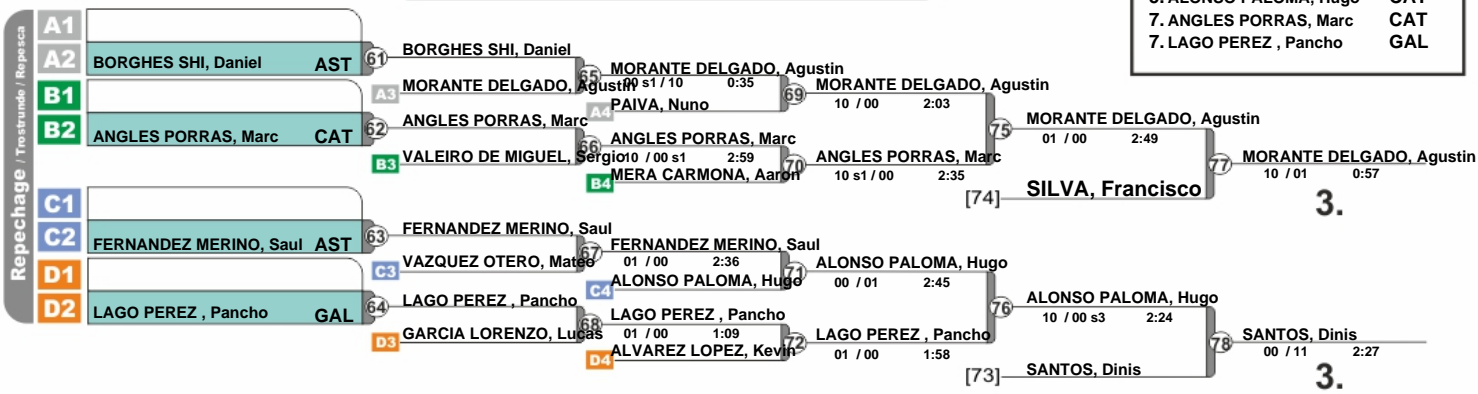 5. ALONSO PALOMA, Hugo CAT
7. ANGLES PORRAS, Marc CAT
7. LAGO PEREZ , Pancho GAL
Repechage / Trostrunde / Repesca
A1
A2 BORGHES SHI, Daniel AST 61
B1
B2 ANGLES PORRAS, Marc CAT 62
C1
C2 FERNANDEZ MERINO, Saul AST 63
D1
D2 LAGO PEREZ , Pancho GAL 64
BORGHES SHI, Daniel
A3 MORANTE DELGADO, Agustin
65
ANGLES PORRAS, Marc
B3 VALEIRO DE MIGUEL, Sergio
66
FERNANDEZ MERINO, Saul
C3 VAZQUEZ OTERO, Mateo
67
LAGO PEREZ , Pancho
D3 GARCIA LORENZO, Lucas
68
MORANTE DELGADO, Agustin
00 s1 / 10 0:35
A4 PAIVA, Nuno
69
ANGLES PORRAS, Marc
10 / 00 s1 2:59
B4 MERA CARMONA, Aaron
70
FERNANDEZ MERINO, Saul
01 / 00 2:36
C4 ALONSO PALOMA, Hugo
71
LAGO PEREZ , Pancho
01 / 00 1:09
D4 ALVAREZ LOPEZ, Kevin
72
MORANTE DELGADO, Agustin
10 / 00 2:03
75
ANGLES PORRAS, Marc
10 s1 / 00 2:35
ALONSO PALOMA, Hugo
00 / 01 2:45
76
LAGO PEREZ , Pancho
01 / 00 1:58
MORANTE DELGADO, Agustin
01 / 00 2:49
77
[74] SILVA, Francisco
ALONSO PALOMA, Hugo
10 / 00 s3 2:24
78
[73] SANTOS, Dinis
MORANTE DELGADO, Agustin
10 / 01 0:57
3.
SANTOS, Dinis
00 / 11 2:27
3.